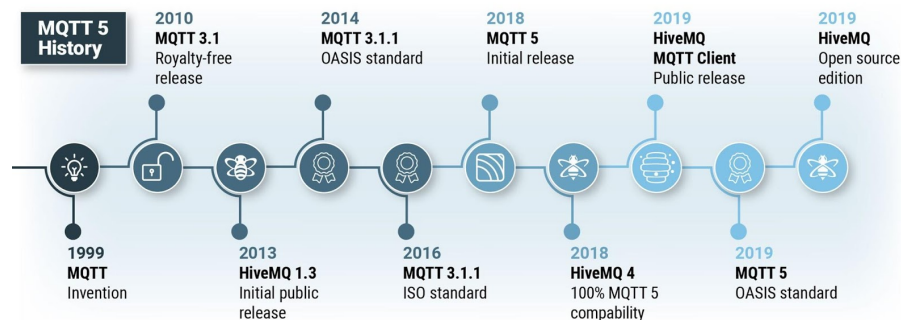 MQTT 5
History
1999
MQTT
Invention
2010
MQTT 3.1
Royalty-free
release
2013
HiveMQ 1.3
Initial public
release
2014
MQTT 3.1.1
OASIS standard
2016
MQTT 3.1.1
ISO standard
2018
MQTT 5
Initial release
2018
HiveMQ 4
100% MQTT 5
compability
2019
HiveMQ
MQTT Client
Public release
2019
MQTT 5
OASIS standard
2019
HiveMQ
Open source
edition